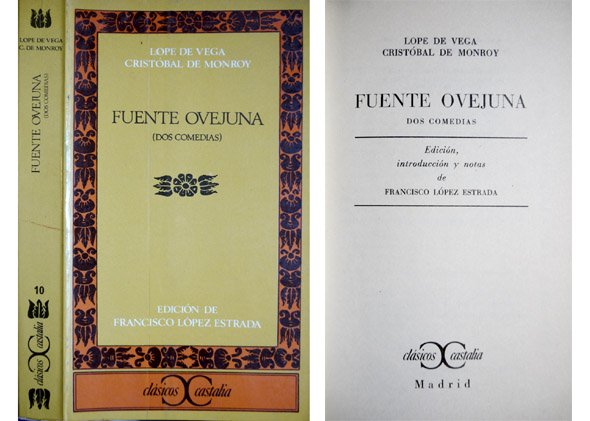 LOPE DE VEGA
C. DE MONROY
FUENTE OVEJUNA
(DOS COMEDIAS)
10
clásicos castalia
LOPE DE VEGA
CRISTÓBAL DE MONROY
FUENTE OVEJUNA
(DOS COMEDIAS)
EDICIÓN DE
FRANCISCO LÓPEZ ESTRADA
clásicos castalia
LOPE DE VEGA
CRISTÓBAL DE MONROY
FUENTE OVEJUNA
DOS COMEDIAS
Edición,
introducción y notas
de
FRANCISCO LÓPEZ ESTRADA
clásicos castalia
Madrid